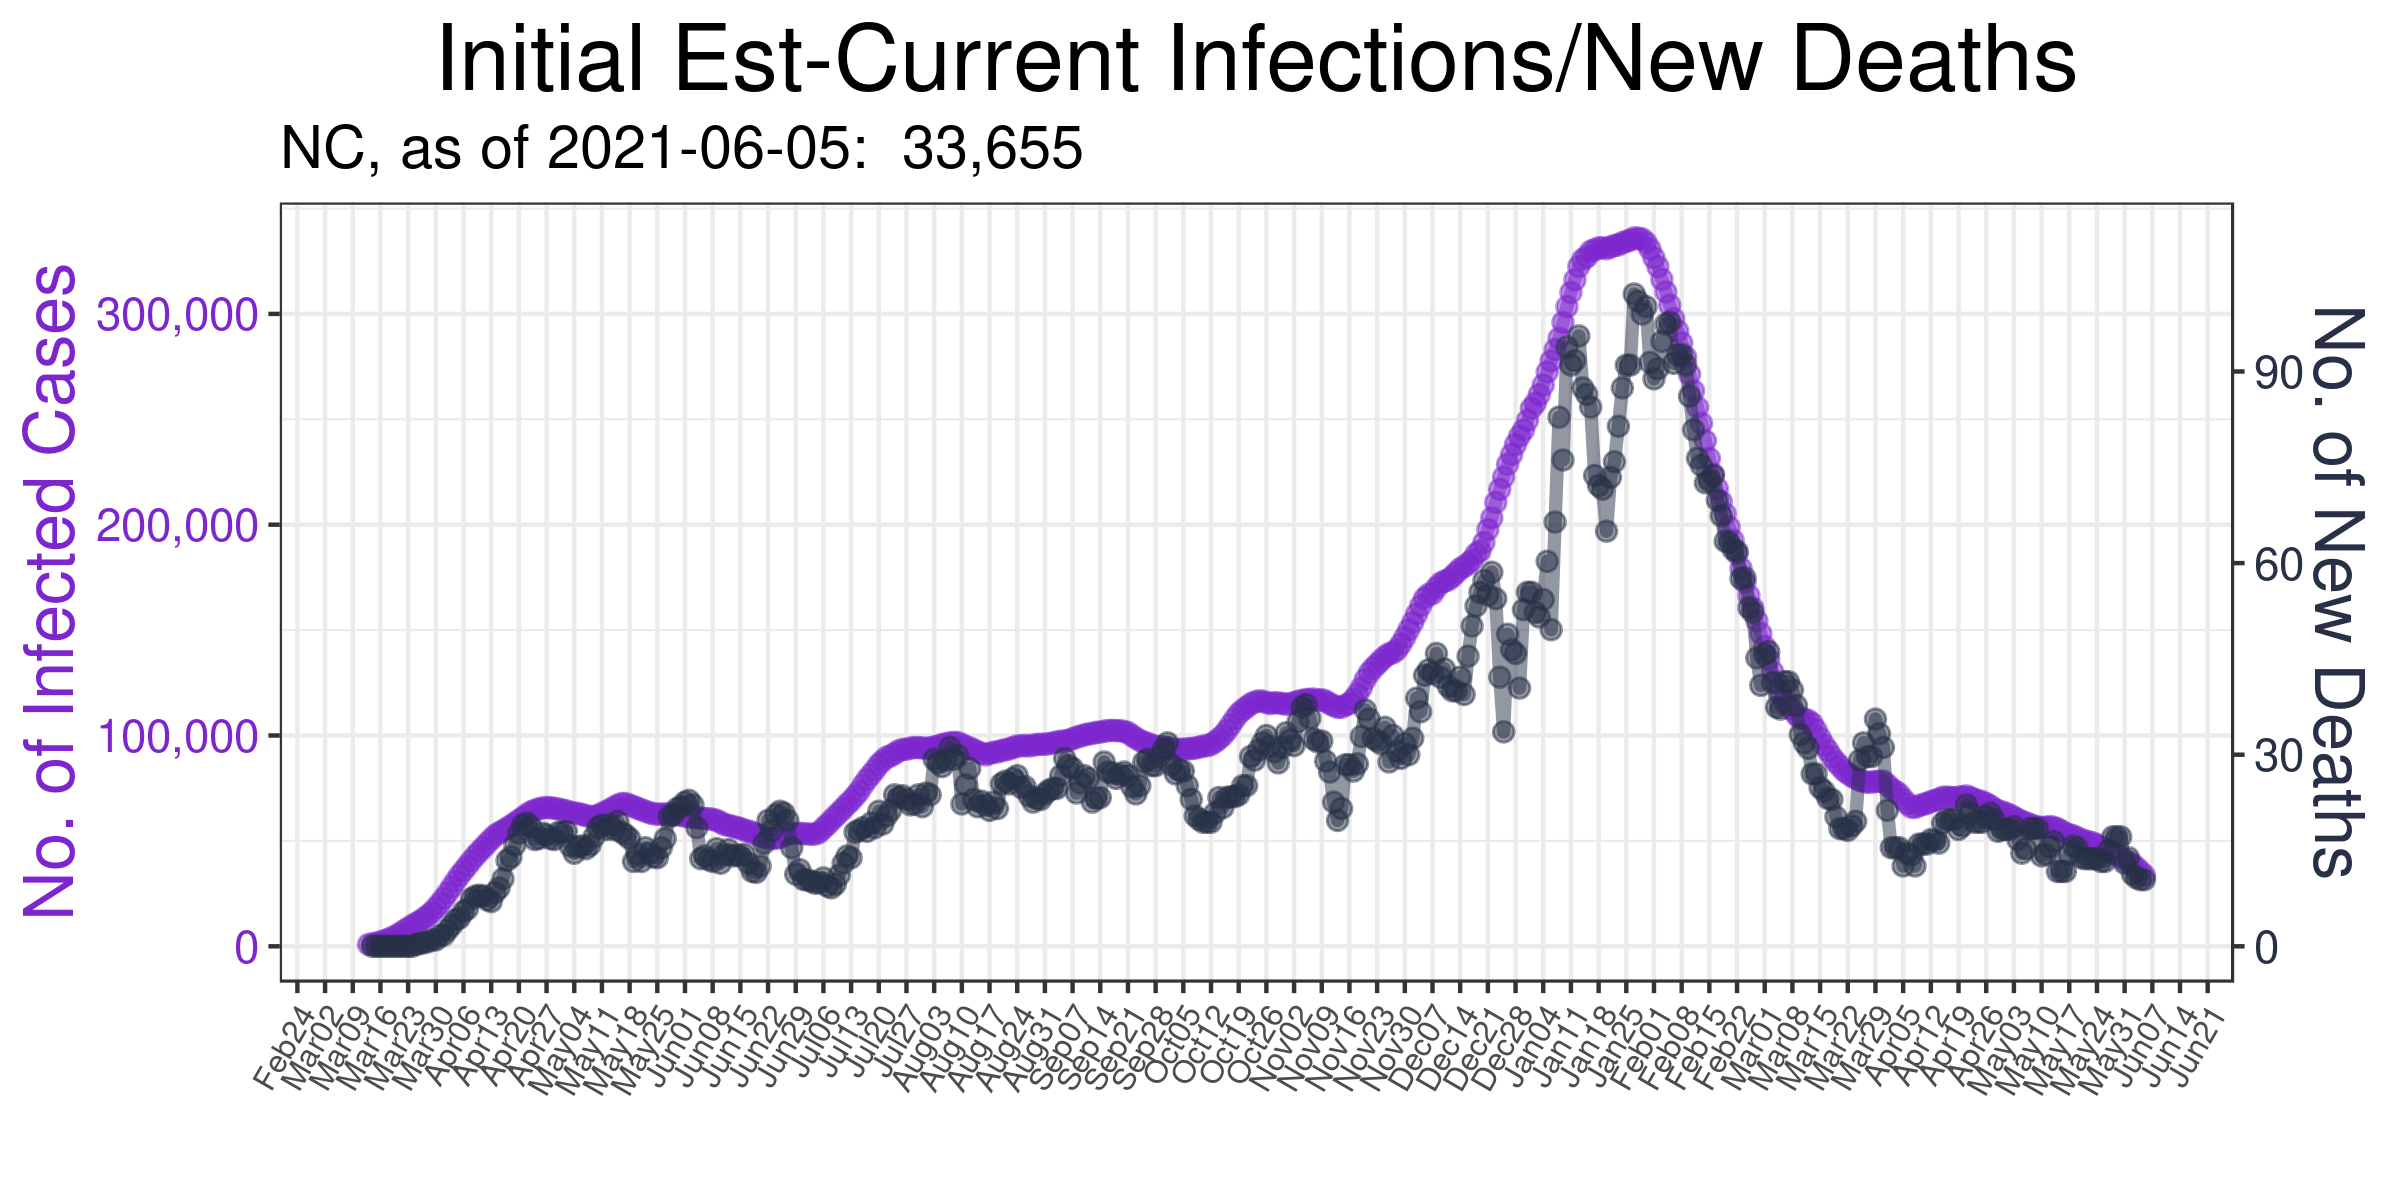 Initial Est-Current Infections/New Deaths
NC, as of 2021-06-05:  33,655
No. of Infected Cases
300,000
200,000
100,000
0
No. of New Deaths
90
60
30
0
Feb24
Mar02
Mar09
Mar16
Mar23
Mar30
Apr06
Apr13
Apr20
Apr27
May04
May11
May18
May25
Jun01
Jun08
Jun15
Jun22
Jun29
Jul06
Jul13
Jul20
Jul27
Aug03
Aug10
Aug17
Aug24
Aug31
Sep07
Sep14
Sep21
Sep28
Oct05
Oct12
Oct19
Oct26
Nov02
Nov09
Nov16
Nov23
Nov30
Dec07
Dec14
Dec21
Dec28
Jan04
Jan11
Jan18
Jan25
Feb01
Feb08
Feb15
Feb22
Mar01
Mar08
Mar15
Mar22
Mar29
Apr05
Apr12
Apr19
Apr26
May03
May10
May17
May24
May31
Jun07
Jun14
Jun21